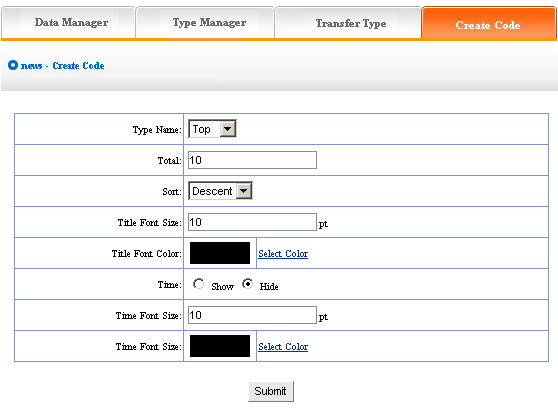 Data Manager Type Manager Transfer Type Create Code
news - Create Code
Type Name: Top
Total: 10
Sort: Descent
Title Font Size: 10 pt
Title Font Color: Select Color
Time: Show Hide
Time Font Size: 10 pt
Time Font Size: Select Color
Submit